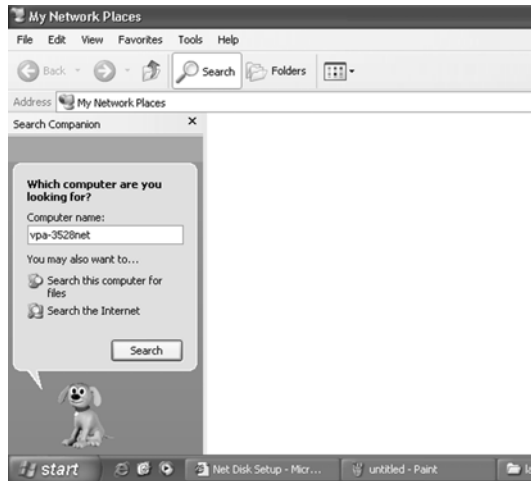 My Network Places
File Edit View Favorites Tools Help
Back Search Folders
Address My Network Places
Search Companion
Which computer are you
looking for?
Computer name:
vpa-3528net
You may also want to...
Search this computer for
files
Search the Internet
Search
start Net Disk Setup - Micr... untitled - Paint